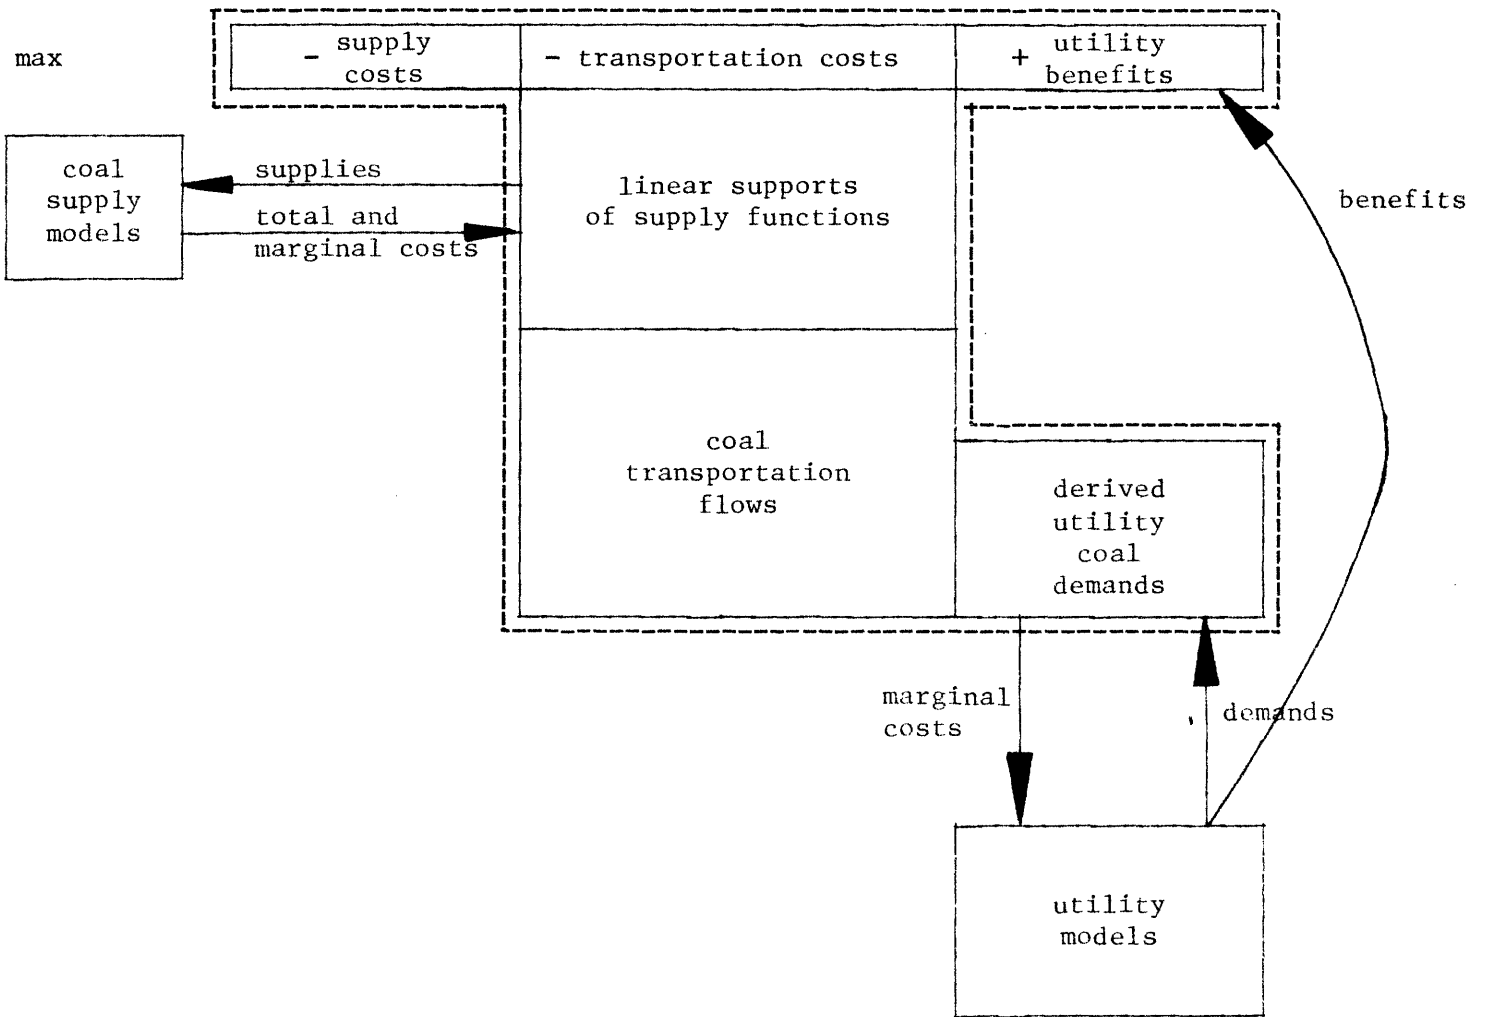 max
- supply
costs
- transportation costs
+ utility
benefits
coal
supply
models
supplies
total and
marginal costs
linear supports
of supply functions
benefits
coal
transportation
flows
derived
utility
coal
demands
marginal
costs
demands
utility
models